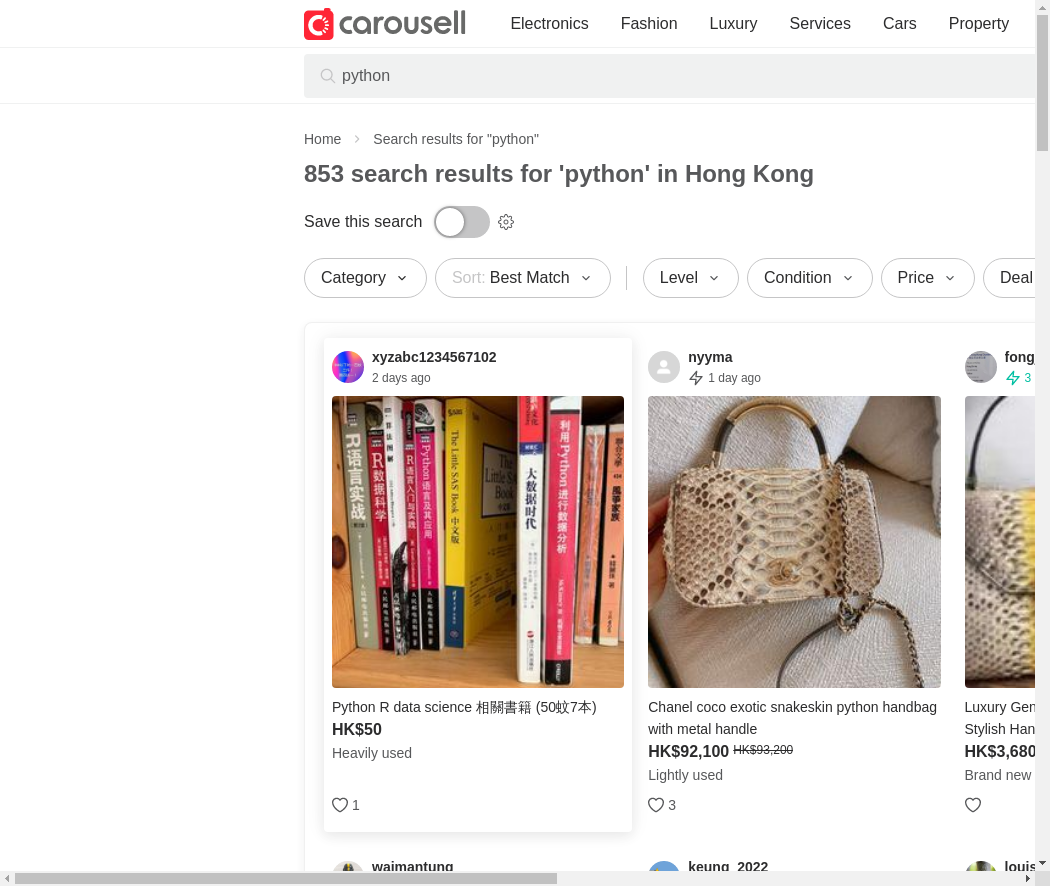 carousell
Electronics
Fashion
Luxury
Services
Cars
Property
python
Home
Search results for "python"
853 search results for 'python' in Hong Kong
Save this search
Category
Sort: Best Match
Level
Condition
Price
Deal
xyzabc1234567102
2 days ago
R语言实战
R数据科学
算法图解
R语言入门与实践
Python语言及其应用
The Little SAS Book 中文版
The Little SAS Book
大数据时代
利用Python进行数据分析
Python R data science 相關書籍 (50蚊7本)
HK$50
Heavily used
1
nyyma
1 day ago
Chanel coco exotic snakeskin python handbag
with metal handle
HK$92,100 HK$93,200
Lightly used
3
fong
3
Luxury Gen
Stylish Han
HK$3,680
Brand new
waimantung
keung_2022
louis